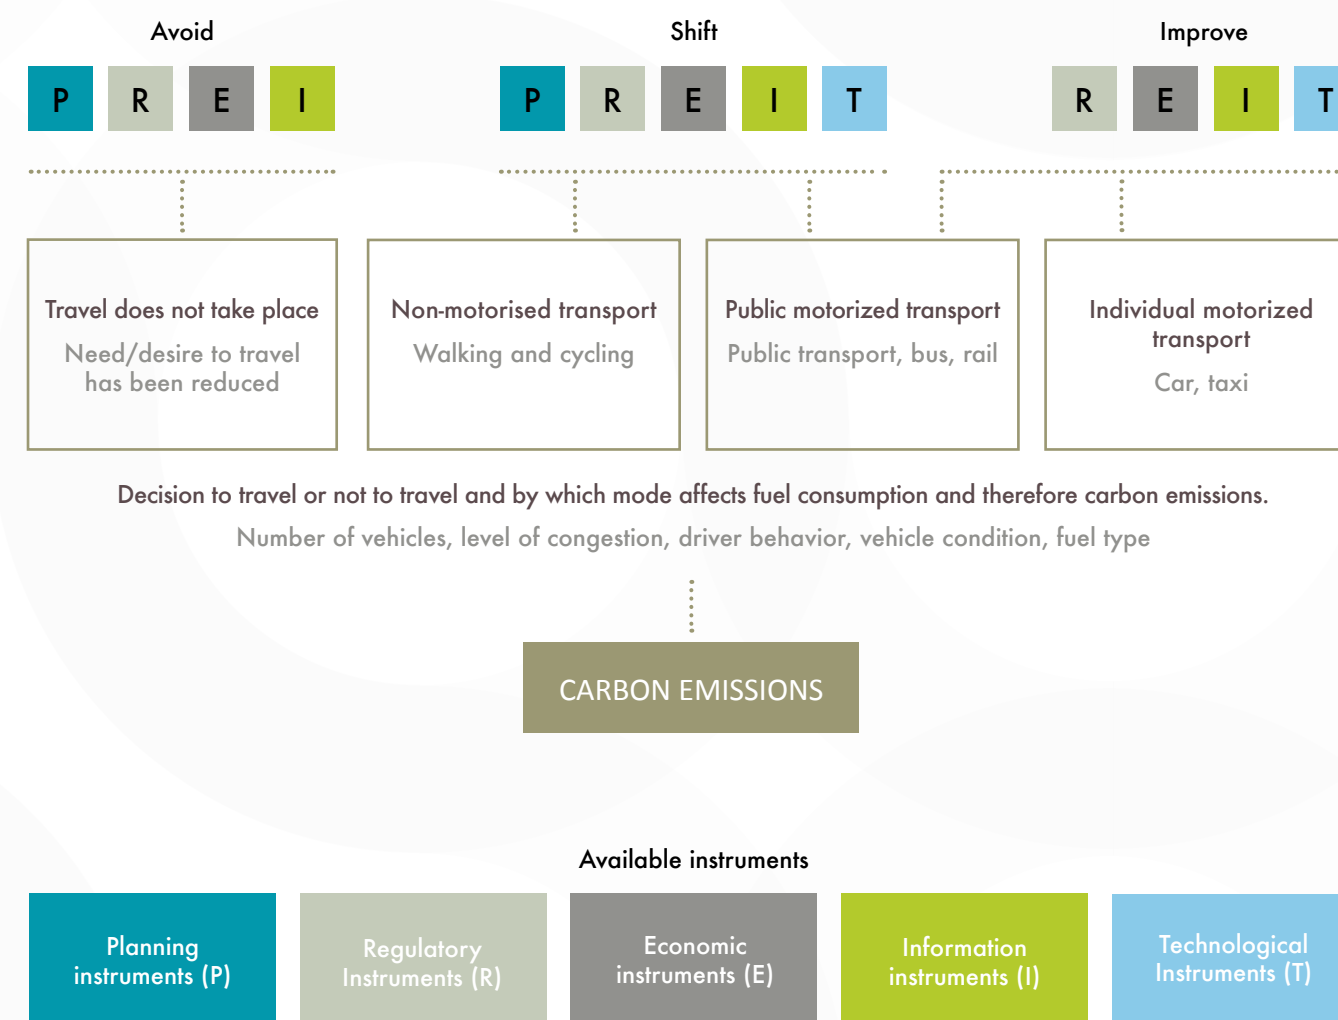 Avoid
Shift
Improve
P R E I
P R E I T
R E I T
Travel does not take place
Need/desire to travel
has been reduced
Non-motorised transport
Walking and cycling
Public motorized transport
Public transport, bus, rail
Individual motorized
transport
Car, taxi
Decision to travel or not to travel and by which mode affects fuel consumption and therefore carbon emissions.
Number of vehicles, level of congestion, driver behavior, vehicle condition, fuel type
CARBON EMISSIONS
Available instruments
Planning
instruments (P)
Regulatory
Instruments (R)
Economic
instruments (E)
Information
instruments (I)
Technological
Instruments (T)